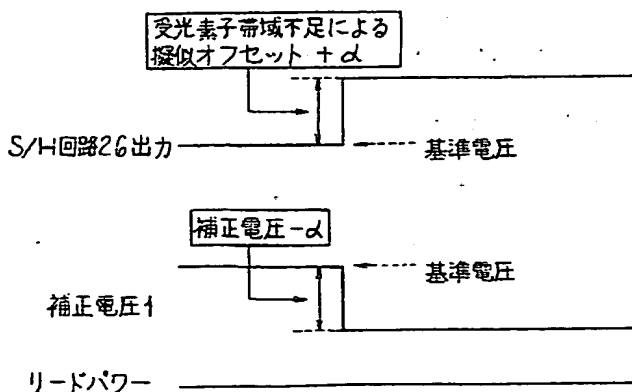 受光素子帯域不足による
擬似オフセット +α
S/H回路26出力
基準電圧
補正電圧-α
基準電圧
補正電圧1
リードパワー